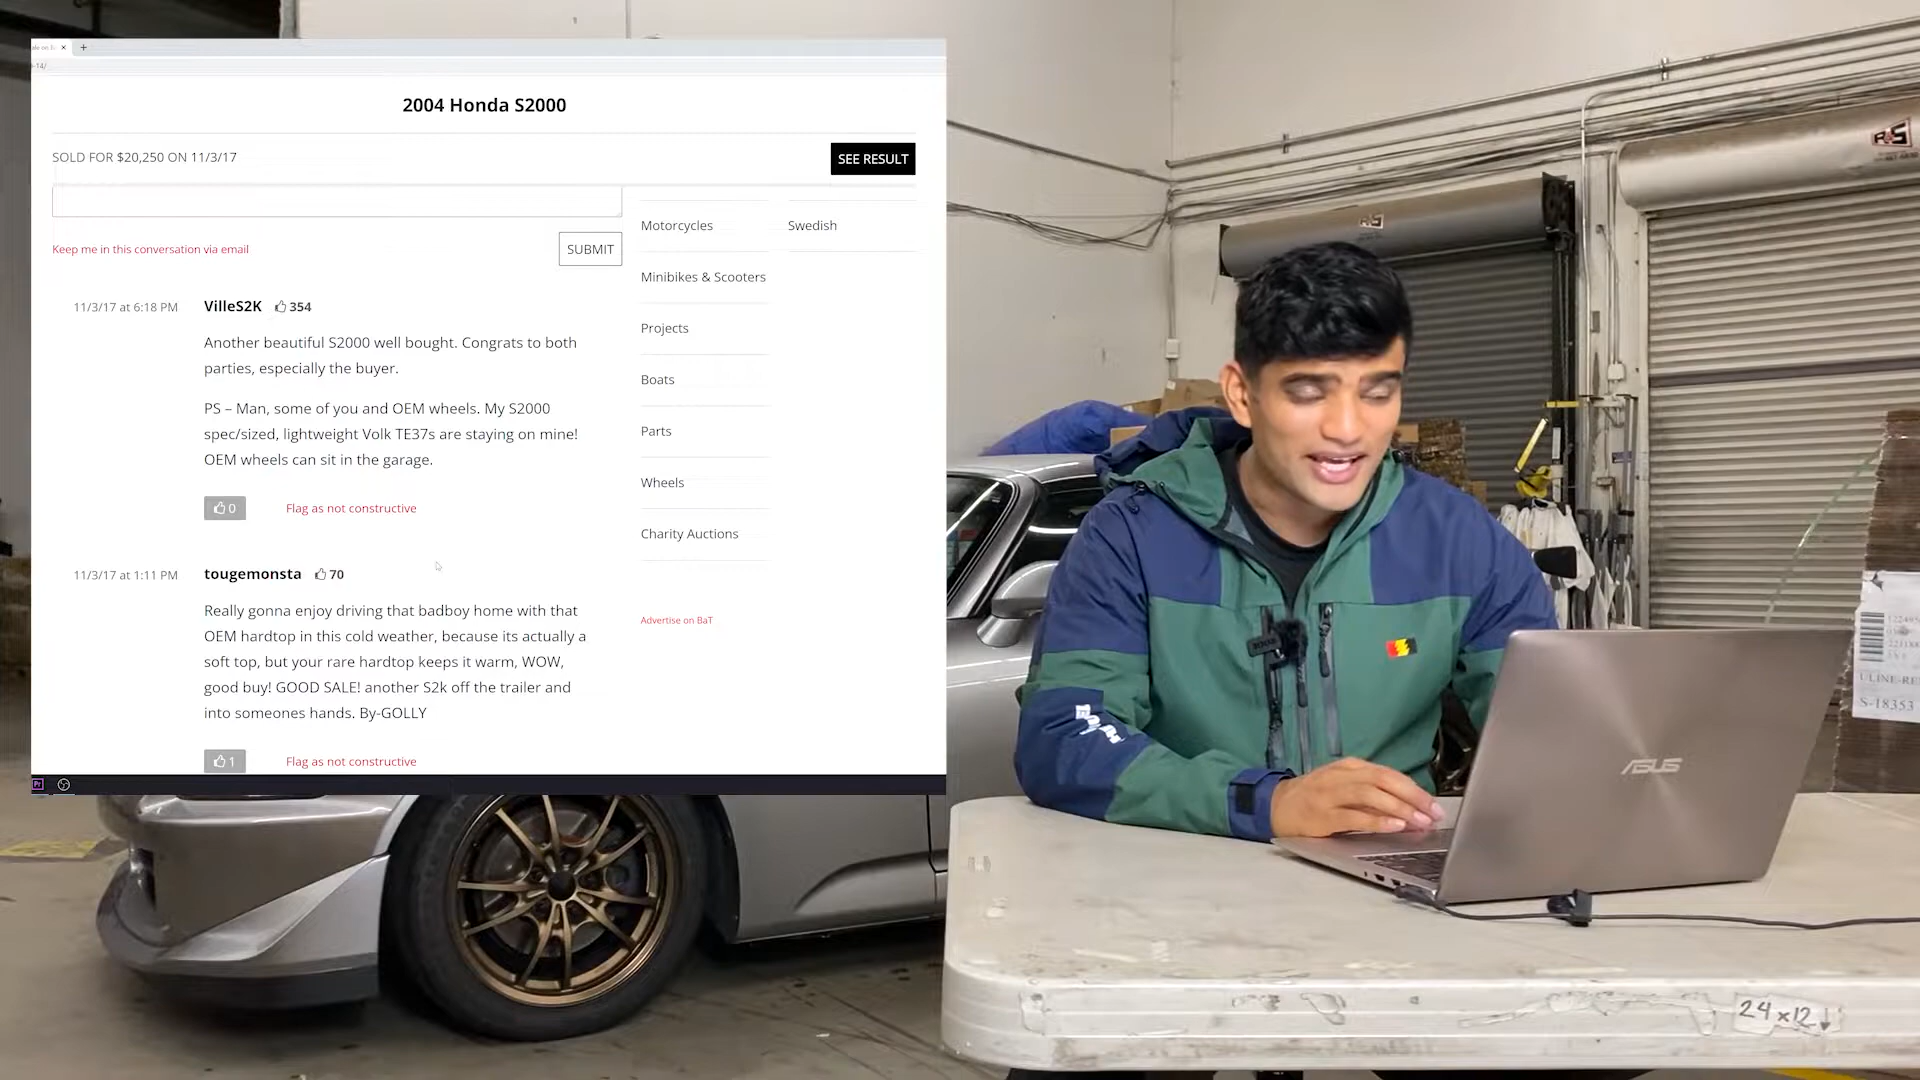 2004 Honda S2000
SOLD FOR $20,250 ON 11/3/17
SEE RESULT
Keep me in this conversation via email
SUBMIT
Motorcycles
Swedish
Minibikes & Scooters
Projects
Boats
Parts
Wheels
Charity Auctions
Advertise on BaT
11/3/17 at 6:18 PM
VilleS2K 354
Another beautiful S2000 well bought. Congrats to both
parties, especially the buyer.
PS – Man, some of you and OEM wheels. My S2000
spec/sized, lightweight Volk TE37s are staying on mine!
OEM wheels can sit in the garage.
0
Flag as not constructive
11/3/17 at 1:11 PM
tougemonsta 70
Really gonna enjoy driving that badboy home with that
OEM hardtop in this cold weather, because its actually a
soft top, but your rare hardtop keeps it warm, WOW,
good buy! GOOD SALE! another S2k off the trailer and
into someones hands. By-GOLLY
1
Flag as not constructive
Pr
R&S
R&S
ASUS
ULINE-RE
S-18353
24x12